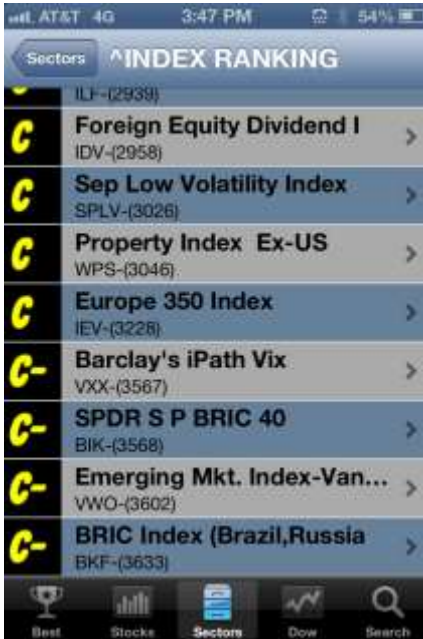 AT&T 4G 3:47 PM 54%
Sectors ^INDEX RANKING
ILF-(2939)
C Foreign Equity Dividend I
IDV-(2958)
C Sep Low Volatility Index
SPLV-(3026)
C Property Index Ex-US
WPS-(3046)
C Europe 350 Index
IEV-(3228)
C- Barclay's iPath Vix
VXX-(3567)
C- SPDR S P BRIC 40
BIK-(3568)
C- Emerging Mkt. Index-Van...
VWO-(3602)
C- BRIC Index (Brazil,Russia
BKF-(3633)
Best Stocks Sectors Dow Search